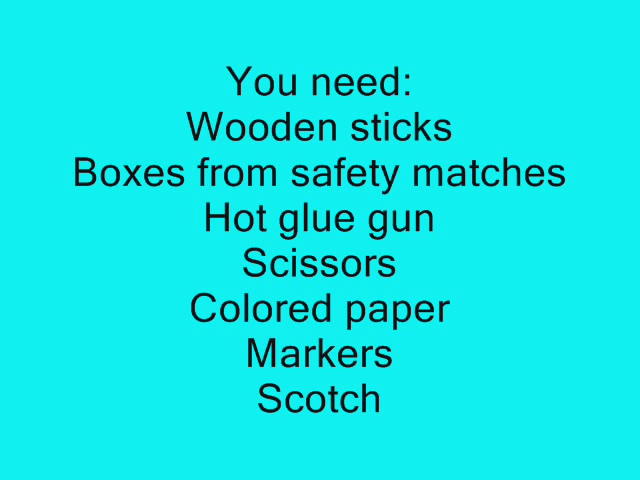 You need:
Wooden sticks
Boxes from safety matches
Hot glue gun
Scissors
Colored paper
Markers
Scotch